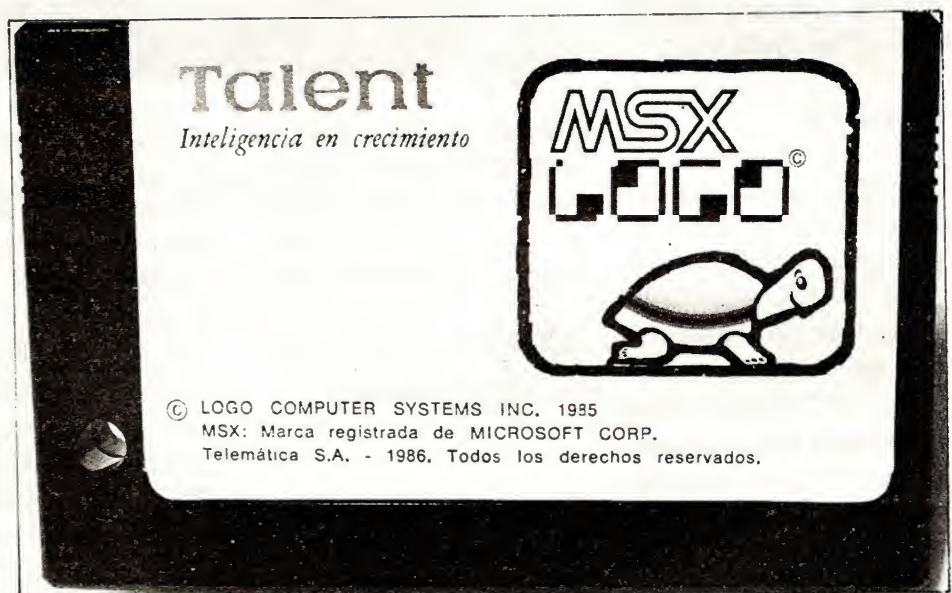 Talent
Inteligencia en crecimiento
MSX
LOGO ©
© LOGO COMPUTER SYSTEMS INC. 1985
MSX: Marca registrada de MICROSOFT CORP.
Telemática S.A. - 1986. Todos los derechos reservados.